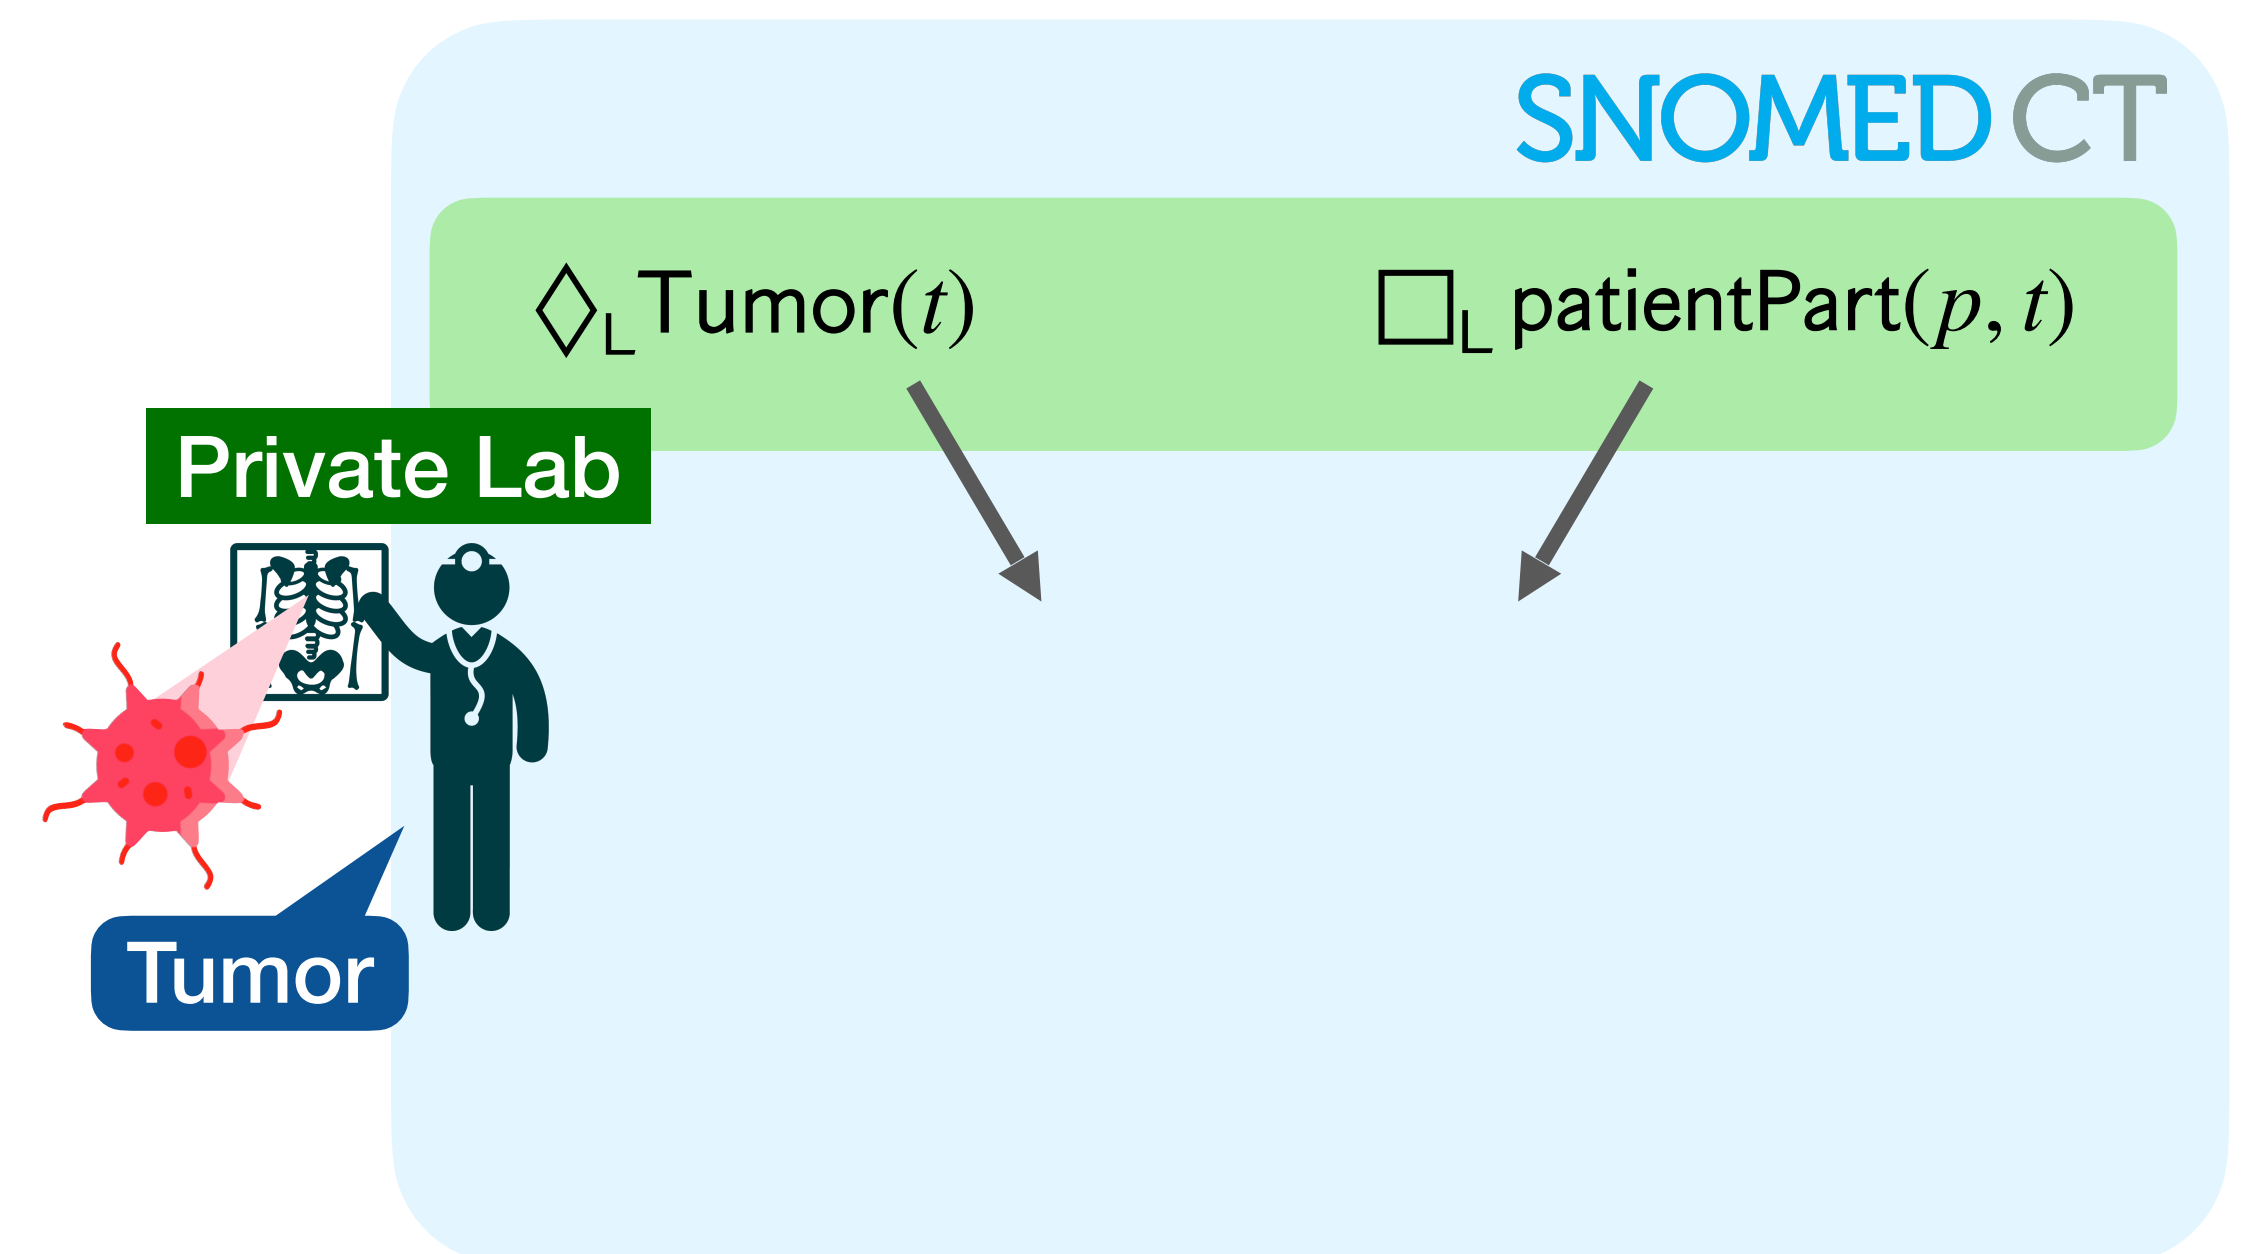 SNOMED CT
◇L Tumor(t) □L patientPart(p, t)
Private Lab
Tumor